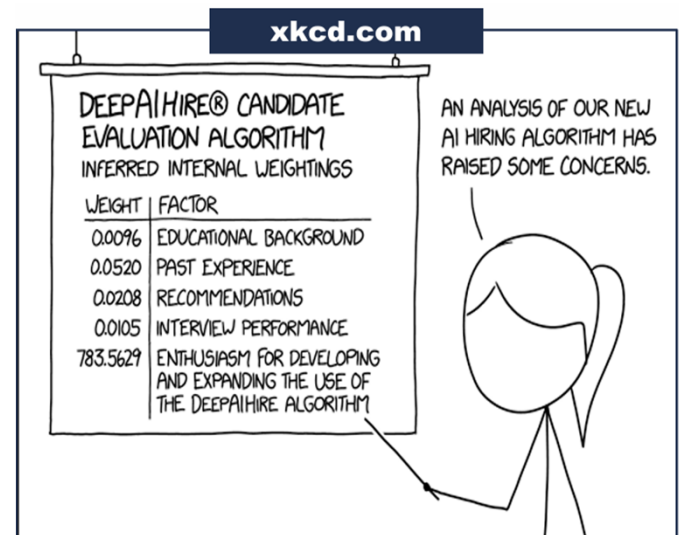 xkcd.com
DEEPAIHIRE® CANDIDATE
EVALUATION ALGORITHM
INFERRED INTERNAL WEIGHTINGS
WEIGHT FACTOR
0.0096 EDUCATIONAL BACKGROUND
0.0520 PAST EXPERIENCE
0.0208 RECOMMENDATIONS
0.0105 INTERVIEW PERFORMANCE
783.5629 ENTHUSIASM FOR DEVELOPING
AND EXPANDING THE USE OF
THE DEEPAIHIRE ALGORITHM
AN ANALYSIS OF OUR NEW
AI HIRING ALGORITHM HAS
RAISED SOME CONCERNS.